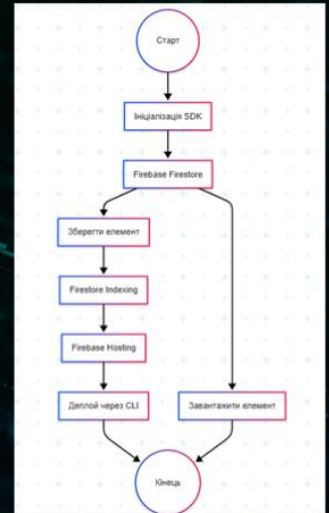 Старт
Ініціалізація SDK
Firebase Firestore
Зберегти елемент
Firestore Indexing
Firebase Hosting
Деплой через CLI
Завантажити елемент
Кінець